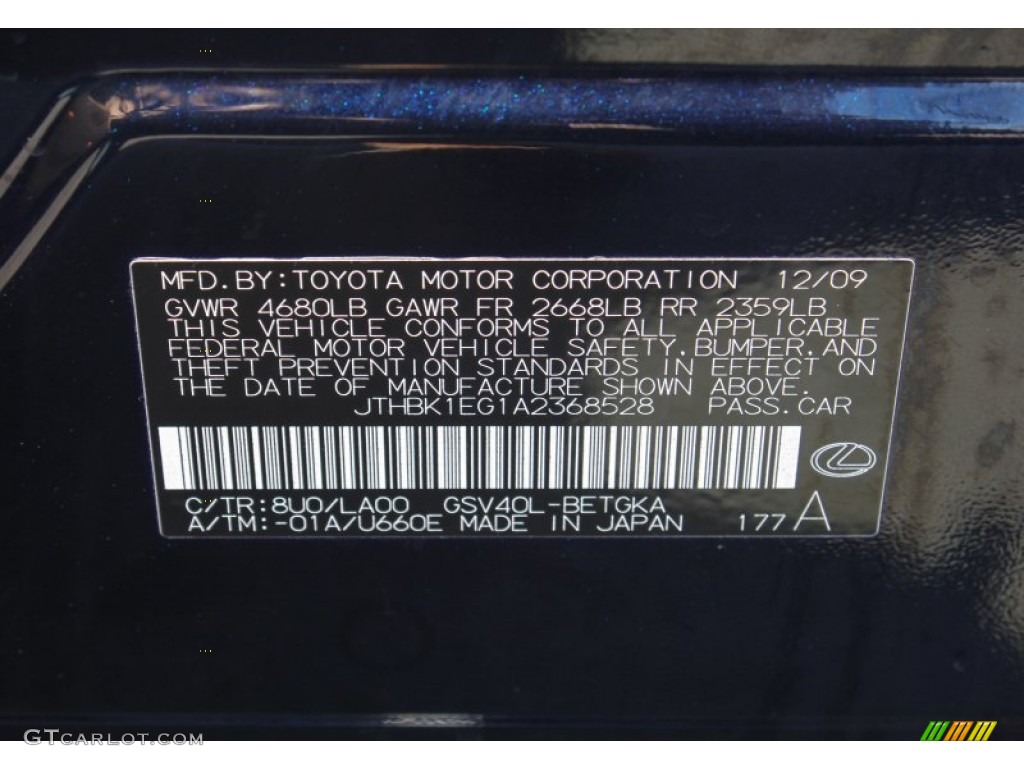 MFD.BY:TOYOTA MOTOR CORPORATION 12/09
GVWR 4680LB GAWR FR 2668LB RR 2359LB
THIS VEHICLE CONFORMS TO ALL APPLICABLE
FEDERAL MOTOR VEHICLE SAFETY,BUMPER,AND
THEFT PREVENTION STANDARDS IN EFFECT ON
THE DATE OF MANUFACTURE SHOWN ABOVE.
JTHBK1EG1A2368528 PASS.CAR
C/TR:8U0/LA00 GSV40L-BETGKA
A/TM:-01A/U660E MADE IN JAPAN 177A
GTCARLOT.COM